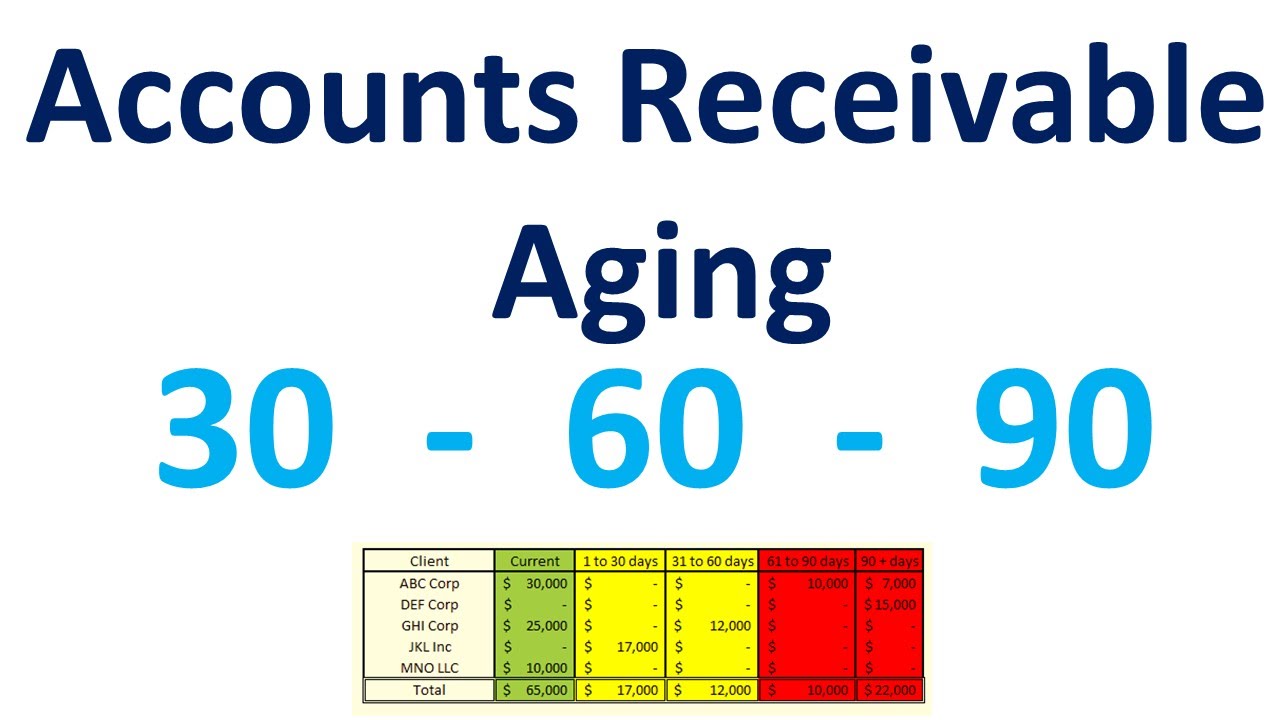 Accounts Receivable
Aging
30 - 60 - 90
Client Current 1 to 30 days 31 to 60 days 61 to 90 days 90 + days
ABC Corp $ 30,000 $ - $ - $ 10,000 $ 7,000
DEF Corp $ - $ - $ - $ - $ 15,000
GHI Corp $ 25,000 $ - $ 12,000 $ - $ -
JKL Inc $ - $ 17,000 $ - $ - $ -
MNO LLC $ 10,000 $ - $ - $ - $ -
Total $ 65,000 $ 17,000 $ 12,000 $ 10,000 $ 22,000